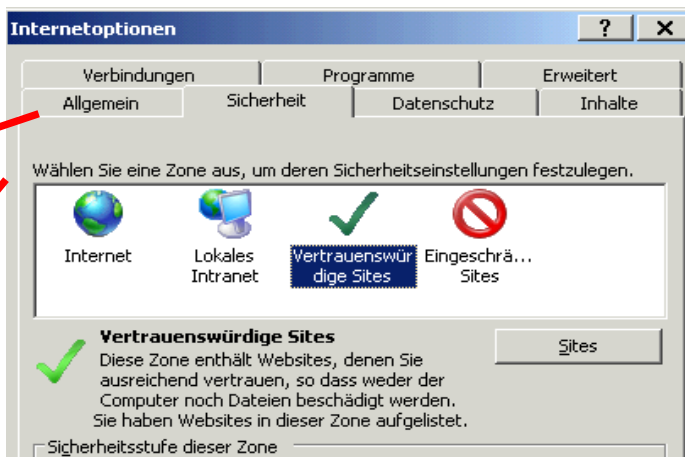 Internetoptionen
Verbindungen Programme Erweitert
Allgemein Sicherheit Datenschutz Inhalte
Wählen Sie eine Zone aus, um deren Sicherheitseinstellungen festzulegen.
Internet
Lokales
Intranet
Vertrauenswür
dige Sites
Eingeschrä...
Sites
Vertrauenswürdige Sites
Sites
Diese Zone enthält Websites, denen Sie
ausreichend vertrauen, so dass weder der
Computer noch Dateien beschädigt werden.
Sie haben Websites in dieser Zone aufgelistet.
Sicherheitsstufe dieser Zone